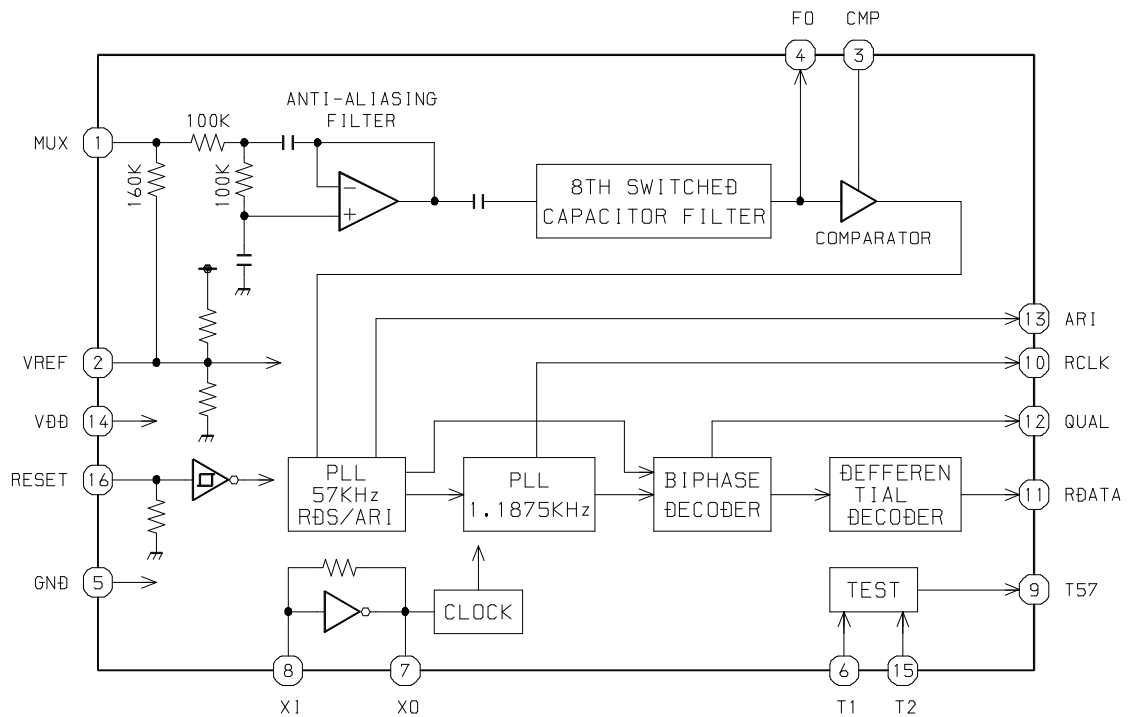 FO CMP
4 3
ANTI-ALIASING
FILTER
100K
MUX 1
160K
100K
8TH SWITCHED
CAPACITOR FILTER
COMPARATOR
13 ARI
VREF 2
10 RCLK
VDD 14
12 QUAL
RESET 16
PLL
57KHz
RDS/ARI
PLL
1.1875KHz
BIPHASE
DECODER
DEFFEREN
TIAL
DECODER
11 RDATA
GND 5
CLOCK
TEST
9 T57
8 7 6 15
XI XO T1 T2